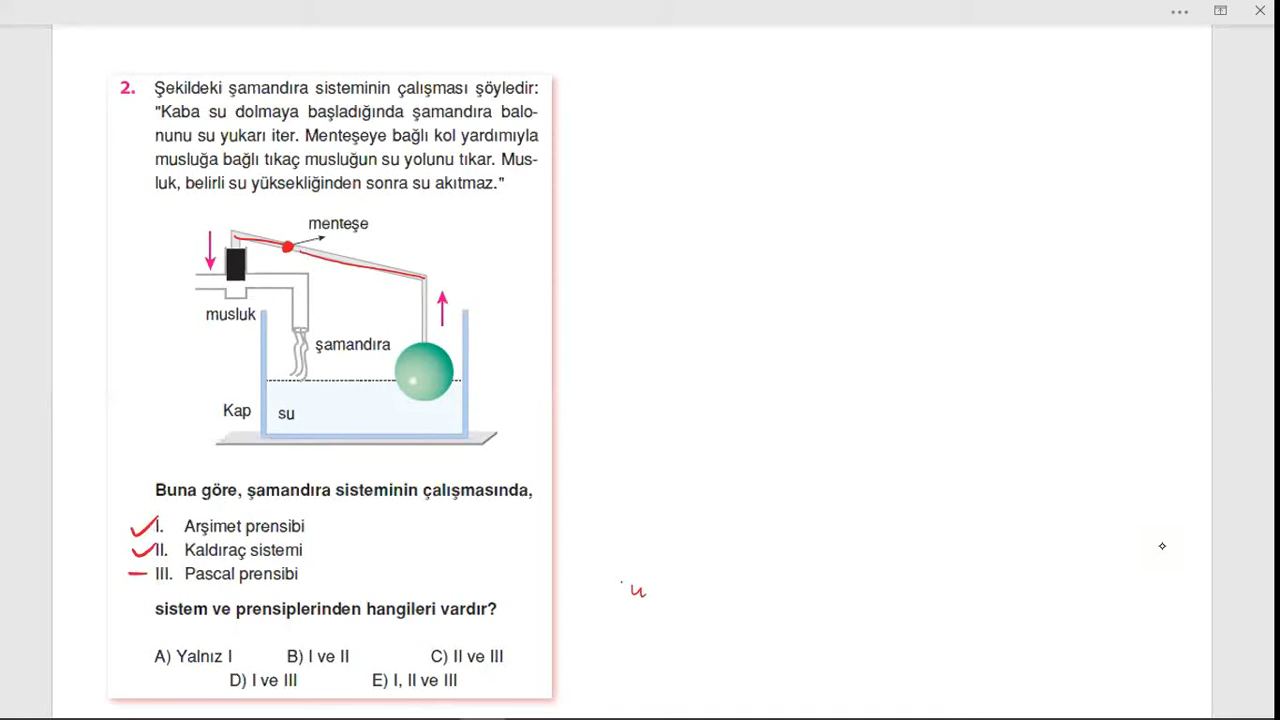 2. Şekildeki şamandıra sisteminin çalışması şöyledir:
"Kaba su dolmaya başladığında şamandıra balo-
nunu su yukarı iter. Menteşeye bağlı kol yardımıyla
musluğa bağlı tıkaç musluğun su yolunu tıkar. Mus-
luk, belirli su yüksekliğinden sonra su akıtmaz."
menteşe
musluk
şamandıra
Kap
su
Buna göre, şamandıra sisteminin çalışmasında,
I. Arşimet prensibi
II. Kaldıraç sistemi
III. Pascal prensibi
sistem ve prensiplerinden hangileri vardır?
A) Yalnız I B) I ve II C) II ve III
D) I ve III E) I, II ve III